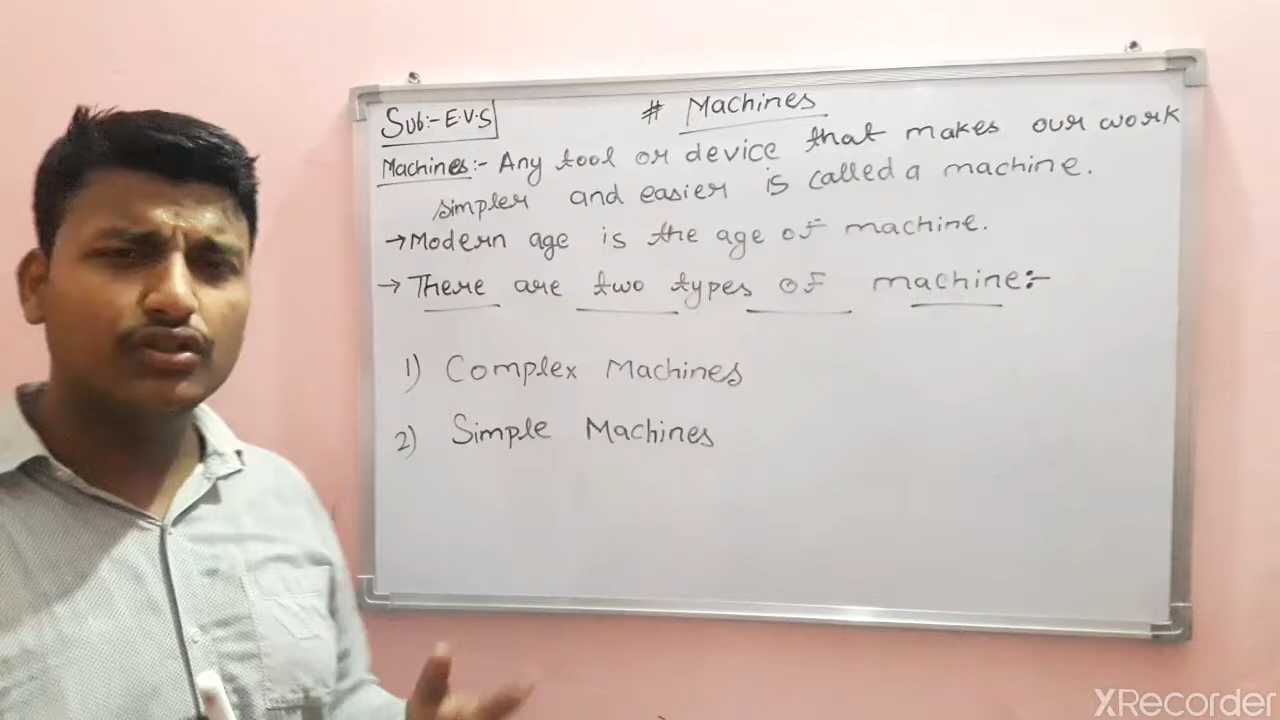 Sub:- E.V.S
# Machines
Machines:- Any tool or device that makes our work
simpler and easier is called a machine.
→ Modern age is the age of machine.
→ There are two types of machine:-
1) Complex Machines
2) Simple Machines
XRecorder